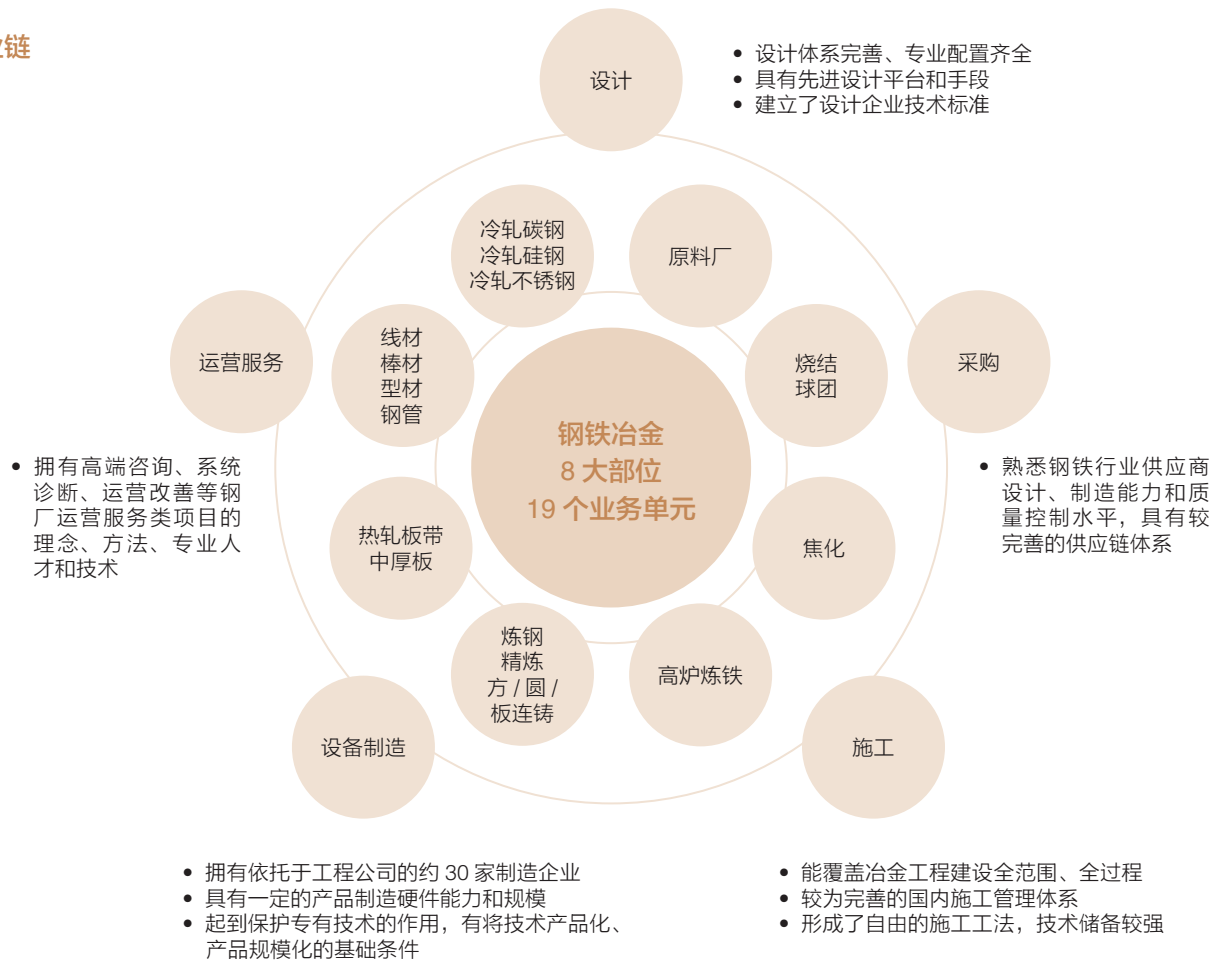 链
设计
• 设计体系完善、专业配置齐全
• 具有先进设计平台和手段
• 建立了设计企业技术标准
冷轧碳钢
冷轧硅钢
冷轧不锈钢
原料厂
运营服务
线材
棒材
型材
钢管
烧结
球团
采购
钢铁冶金
8 大部位
19 个业务单元
• 拥有高端咨询、系统
诊断、运营改善等钢
厂运营服务类项目的
理念、方法、专业人
才和技术
• 熟悉钢铁行业供应商
设计、制造能力和质
量控制水平，具有较
完善的供应链体系
热轧板带
中厚板
焦化
炼钢
精炼
方 / 圆 /
板连铸
高炉炼铁
设备制造
施工
• 拥有依托于工程公司的约 30 家制造企业
• 具有一定的产品制造硬件能力和规模
• 起到保护专有技术的作用，有将技术产品化、
产品规模化的基础条件
• 能覆盖冶金工程建设全范围、全过程
• 较为完善的国内施工管理体系
• 形成了自由的施工工法，技术储备较强